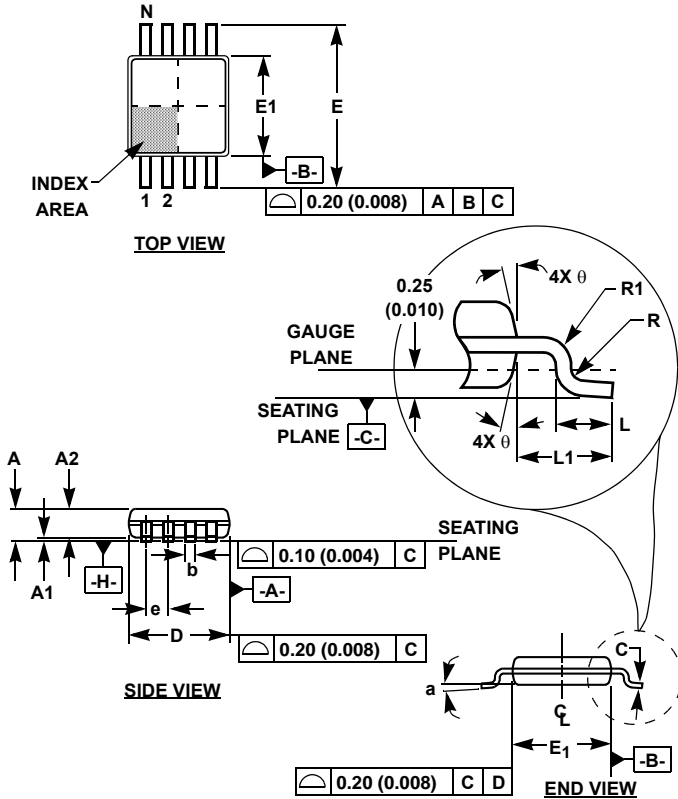 N
E1
E
-B-
INDEX
AREA
1 2
0.20 (0.008) A B C
TOP VIEW
0.25
(0.010)
4X θ
R1
R
GAUGE
PLANE
SEATING
PLANE
-C-
4X θ
L
L1
A
A2
SEATING
PLANE
A1
-H-
b
0.10 (0.004) C
-A-
e
D
0.20 (0.008) C
SIDE VIEW
C
a
CL
E1
-B-
0.20 (0.008) C D
END VIEW